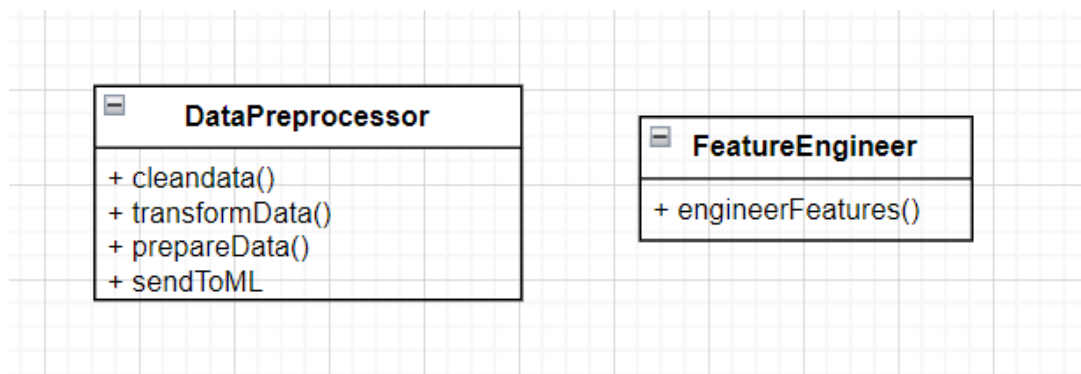 DataPreprocessor
+ cleandata()
+ transformData()
+ prepareData()
+ sendToML
FeatureEngineer
+ engineerFeatures()